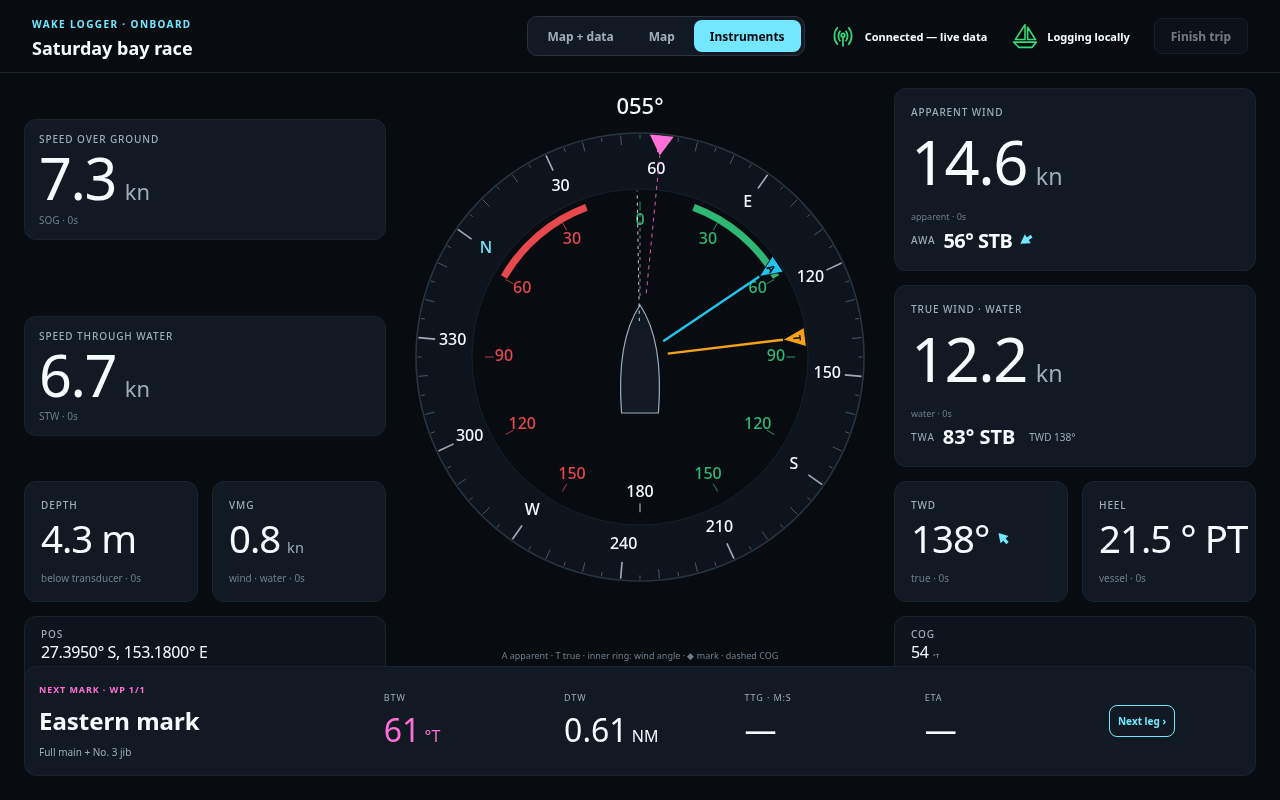 WAKE LOGGER · ONBOARD
Saturday bay race
Map + data
Map
Instruments
Connected — live data
Logging locally
Finish trip
SPEED OVER GROUND
7.3 kn
SOG · 0s
SPEED THROUGH WATER
6.7 kn
STW · 0s
DEPTH
4.3 m
below transducer · 0s
VMG
0.8 kn
wind · water · 0s
POS
27.3950° S, 153.1800° E
055°
60
30
E
N
120
330
150
300
S
W
210
240
0
30
30
60
60
90
90
120
120
150
150
180
A
T
A apparent · T true · inner ring: wind angle · ◆ mark · dashed COG
APPARENT WIND
14.6 kn
apparent · 0s
AWA 56° STB
TRUE WIND · WATER
12.2 kn
water · 0s
TWA 83° STB TWD 138°
TWD
138°
true · 0s
HEEL
21.5 ° PT
vessel · 0s
COG
54 °T
NEXT MARK · WP 1/1
Eastern mark
Full main + No. 3 jib
BTW
61 °T
DTW
0.61 NM
TTG · M:S
—
ETA
—
Next leg ›